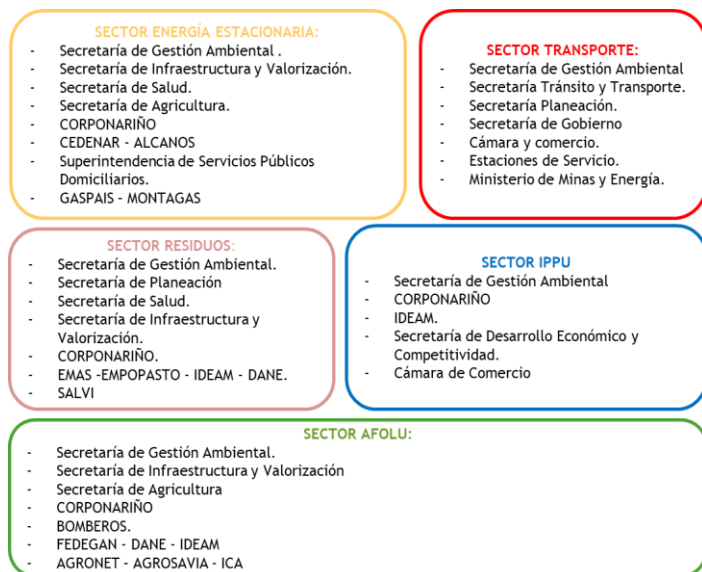 SECTOR ENERGÍA ESTACIONARIA:
- Secretaría de Gestión Ambiental .
- Secretaría de Infraestructura y Valorización.
- Secretaría de Salud.
- Secretaría de Agricultura.
- CORPONARIÑO
- CEDENAR - ALCANOS
- Superintendencia de Servicios Públicos
Domiciliarios.
- GASPAIS - MONTAGAS
SECTOR TRANSPORTE:
- Secretaría de Gestión Ambiental
- Secretaría Tránsito y Transporte.
- Secretaría Planeación.
- Secretaría de Gobierno
- Cámara y comercio.
- Estaciones de Servicio.
- Ministerio de Minas y Energía.
SECTOR RESIDUOS:
- Secretaría de Gestión Ambiental.
- Secretaría de Planeación
- Secretaría de Salud.
- Secretaría de Infraestructura y
Valorización.
- CORPONARIÑO.
- EMAS -EMPOPASTO - IDEAM - DANE.
- SALVI
SECTOR IPPU
- Secretaría de Gestión Ambiental
- CORPONARIÑO
- IDEAM.
- Secretaría de Desarrollo Económico y
Competitividad.
- Cámara de Comercio
SECTOR AFOLU:
- Secretaría de Gestión Ambiental.
- Secretaría de Infraestructura y Valorización
- Secretaría de Agricultura
- CORPONARIÑO
- BOMBEROS.
- FEDEGAN - DANE - IDEAM
- AGRONET - AGROSAVIA - ICA